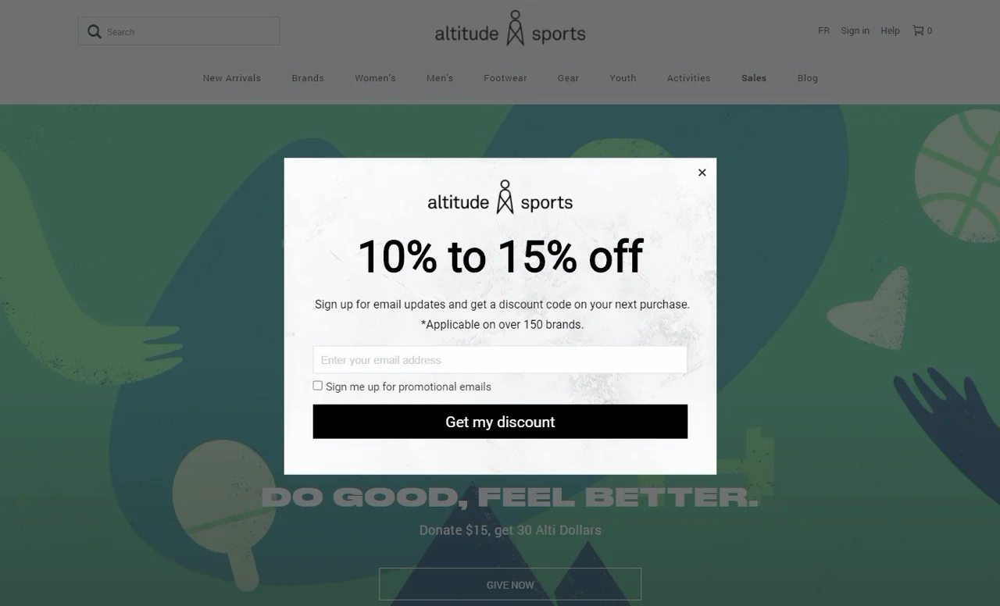 Search
altitude sports
FR Sign in Help 0
New Arrivals Brands Women's Men's Footwear Gear Youth Activities Sales Blog
×
altitude sports
10% to 15% off
Sign up for email updates and get a discount code on your next purchase.
*Applicable on over 150 brands.
Enter your email address
Sign me up for promotional emails
Get my discount
DO GOOD, FEEL BETTER.
Donate $15, get 30 Alti Dollars
GIVE NOW